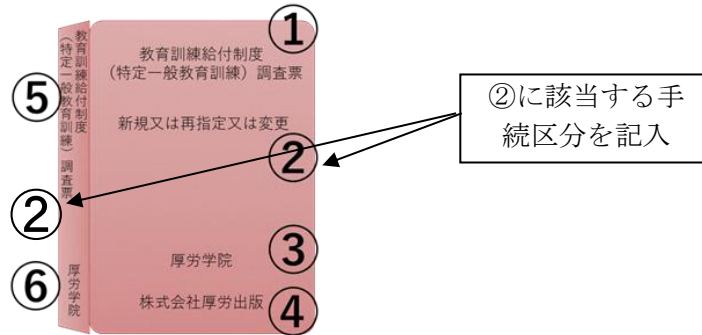 ①
教育訓練給付制度
（特定一般教育訓練）調査票
新規又は再指定又は変更
②
③
厚労学院
④
株式会社厚労出版
⑤
教育訓練給付制度
（特定一般教育訓練）調査票
②
⑥
厚労学院
②に該当する手
続区分を記入